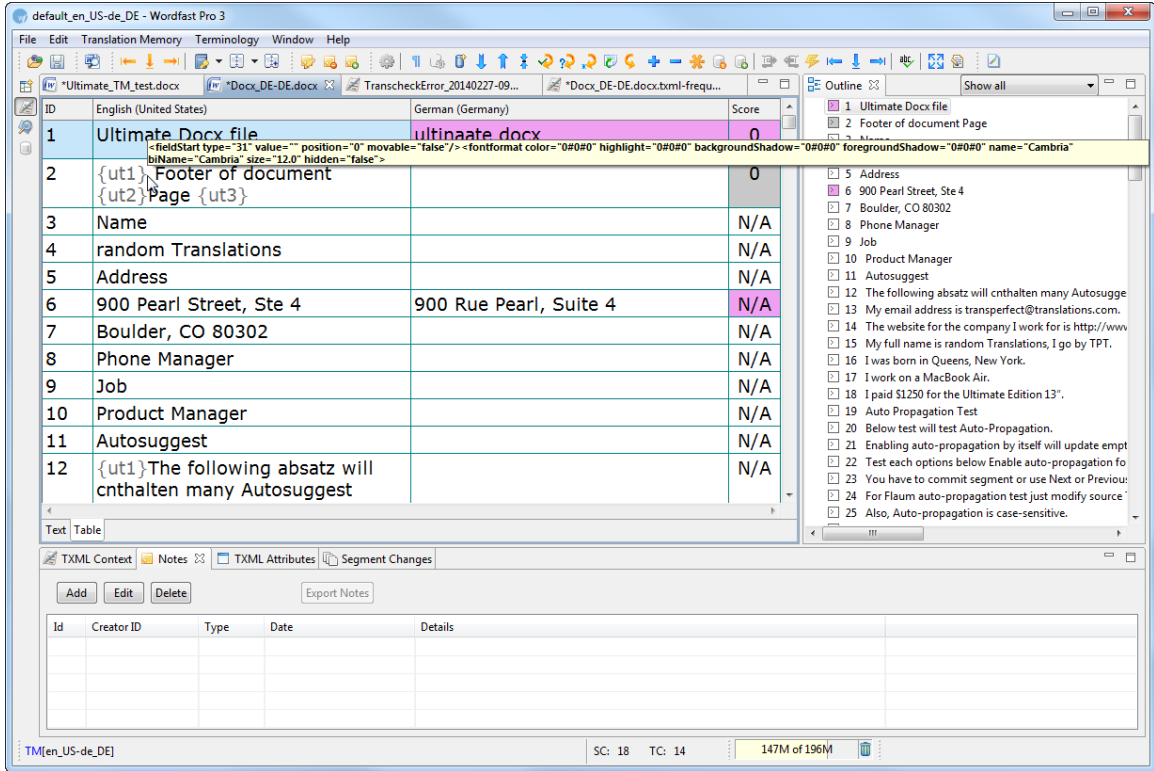 default_en_US-de_DE - Wordfast Pro 3
File Edit Translation Memory Terminology Window Help
*Ultimate_TM_test.docx *Docx_DE-DE.docx TranscheckError_20140227-09... *Docx_DE-DE.docx.txml-frequ...
Outline Show all
ID English (United States) German (Germany) Score
1 Ultimate Docx file ultinaate docx 0
<fieldStart type="31" value="" position="0" movable="false"/><fontformat color="0#0#0" highlight="0#0#0" backgroundShadow="0#0#0" foregroundShadow="0#0#0" name="Cambria"
biName="Cambria" size="12.0" hidden="false">
2 {ut1} Footer of document 0
{ut2}Page {ut3}
3 Name N/A
4 random Translations N/A
5 Address N/A
6 900 Pearl Street, Ste 4 900 Rue Pearl, Suite 4 N/A
7 Boulder, CO 80302 N/A
8 Phone Manager N/A
9 Job N/A
10 Product Manager N/A
11 Autosuggest N/A
12 {ut1}The following absatz will N/A
cnthalten many Autosuggest
Text Table
1 Ultimate Docx file
2 Footer of document Page
5 Address
6 900 Pearl Street, Ste 4
7 Boulder, CO 80302
8 Phone Manager
9 Job
10 Product Manager
11 Autosuggest
12 The following absatz will cnthalten many Autosugge
13 My email address is transperfect@translations.com.
14 The website for the company I work for is http://www
15 My full name is random Translations, I go by TPT.
16 I was born in Queens, New York.
17 I work on a MacBook Air.
18 I paid $1250 for the Ultimate Edition 13".
19 Auto Propagation Test
20 Below test will test Auto-Propagation.
21 Enabling auto-propagation by itself will update empt
22 Test each options below Enable auto-propagation fo
23 You have to commit segment or use Next or Previou
24 For Flaum auto-propagation test just modify source
25 Also, Auto-propagation is case-sensitive.
TXML Context Notes TXML Attributes Segment Changes
Add Edit Delete Export Notes
Id Creator ID Type Date Details
TM[en_US-de_DE] SC: 18 TC: 14 147M of 196M